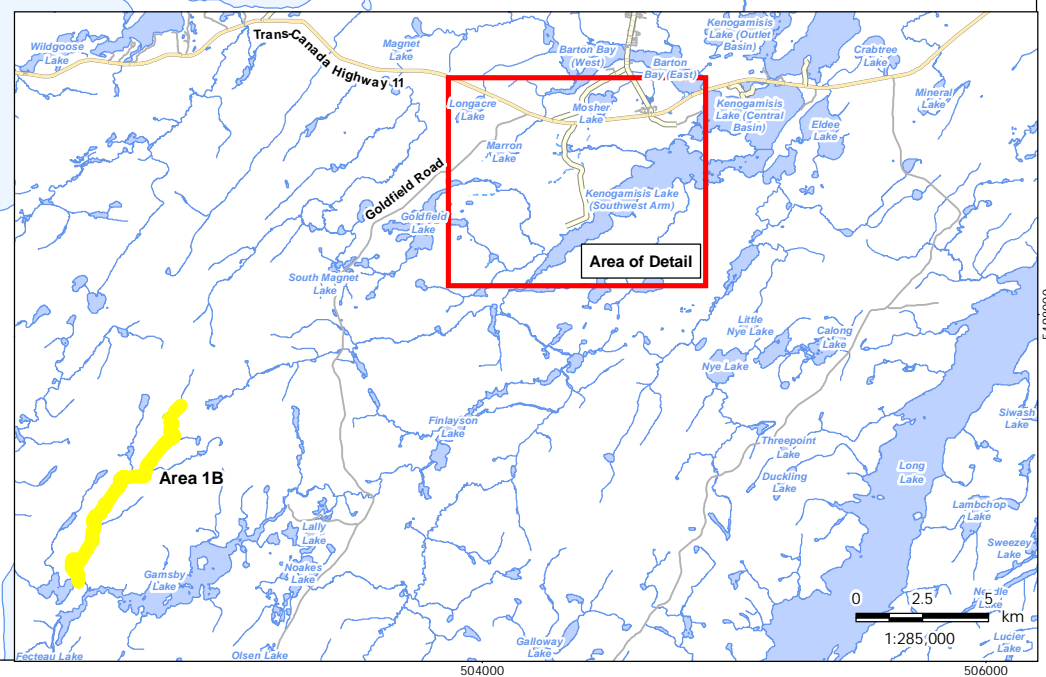 Kenogamisis
Lake (Outlet
Basin)
Wildgoose
Lake
Trans-Canada Highway 11
Magnet
Lake
Barton Bay
(West)
Barton
Bay (East)
Crabtree
Lake
Longacre
Lake
Mosher
Lake
Kenogamisis
Lake (Central
Basin)
Mineral
Lake
Eldee
Lake
Marron
Lake
Goldfield Road
Kenogamisis Lake
(Southwest Arm)
Goldfield
Lake
Area of Detail
South Magnet
Lake
Little
Nye Lake
Calong
Lake
Nye Lake
Finlayson
Lake
Siwash
Lake
Threepoint
Lake
Area 1B
Long
Lake
Duckling
Lake
Lambchop
Lake
Lally
Lake
Sweezey
Lake
Gamsby
Lake
Noakes
Lake
Needle
Lake
0 2.5 5
km
1:285,000
Lucier
Lake
Galloway
Lake
Fecteau Lake
Olsen Lake
504000
506000